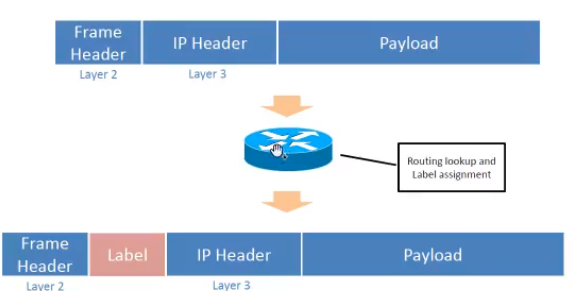 Frame
Header
IP Header
Payload
Layer 2
Layer 3
Routing lookup and
Label assignment
Frame
Header
Label
IP Header
Payload
Layer 2
Layer 3